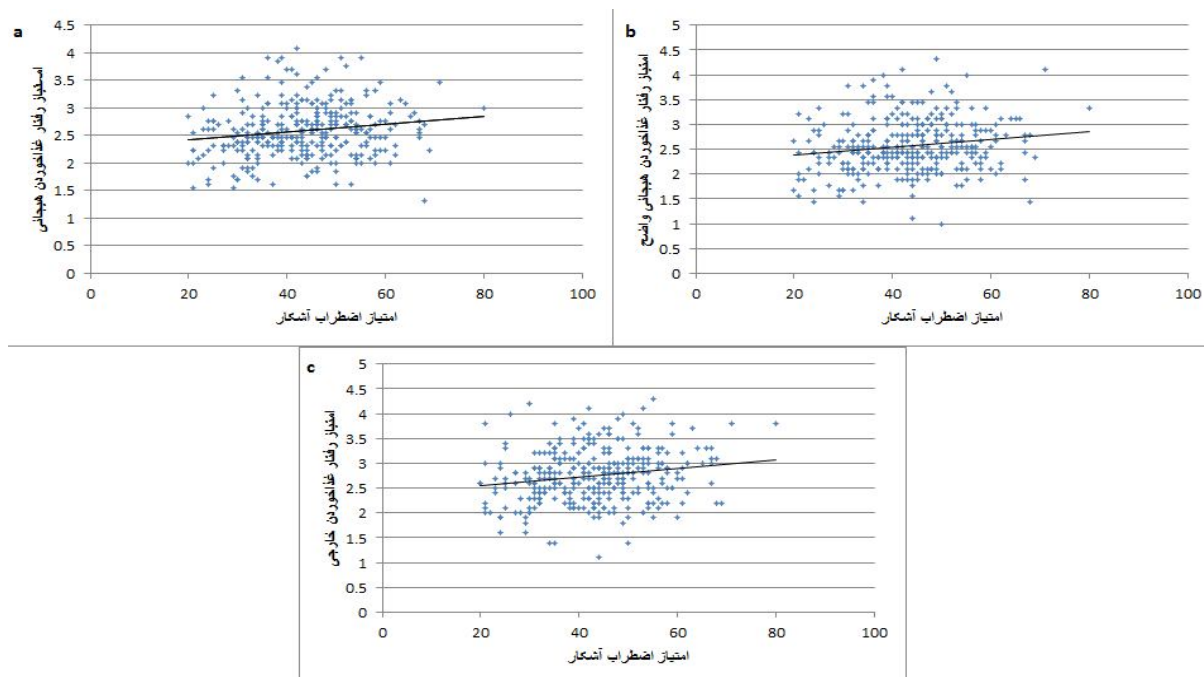 a
4.5
4
3.5
3
2.5
2
1.5
1
0.5
0
0 20 40 60 80 100
امتیاز رفتار غذاخوردن هیجانی
امتیاز اضطراب آشکار
b
5
4.5
4
3.5
3
2.5
2
1.5
1
0.5
0
0 20 40 60 80 100
امتیاز رفتار غذاخوردن هیجانی واضح
امتیاز اضطراب آشکار
c
5
4.5
4
3.5
3
2.5
2
1.5
1
0.5
0
0 20 40 60 80 100
امتیاز رفتار غذاخوردن خارجی
امتیاز اضطراب آشکار